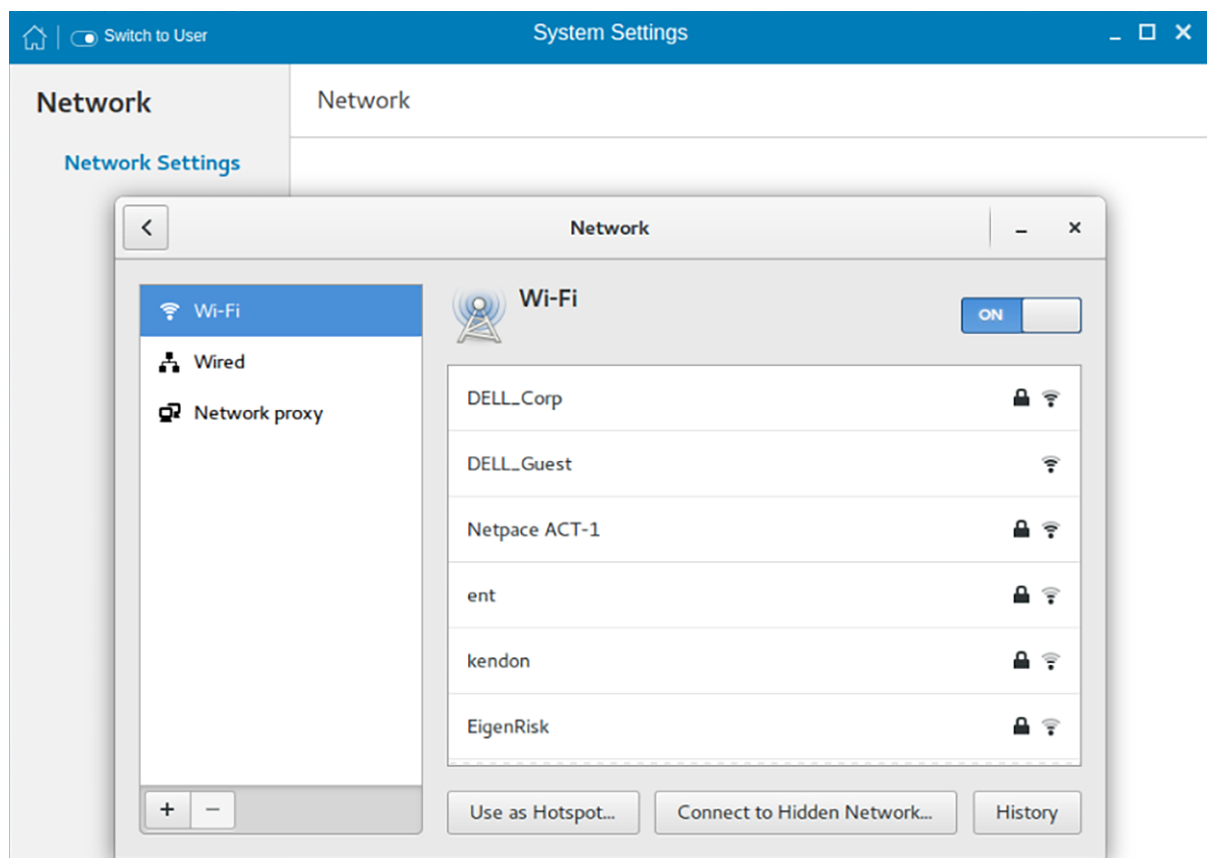 Switch to User
System Settings
Network
Network
Network Settings
Network
Wi-Fi
Wired
Network proxy
Wi-Fi
ON
DELL_Corp
DELL_Guest
Netpace ACT-1
ent
kendon
EigenRisk
+ −
Use as Hotspot... Connect to Hidden Network... History